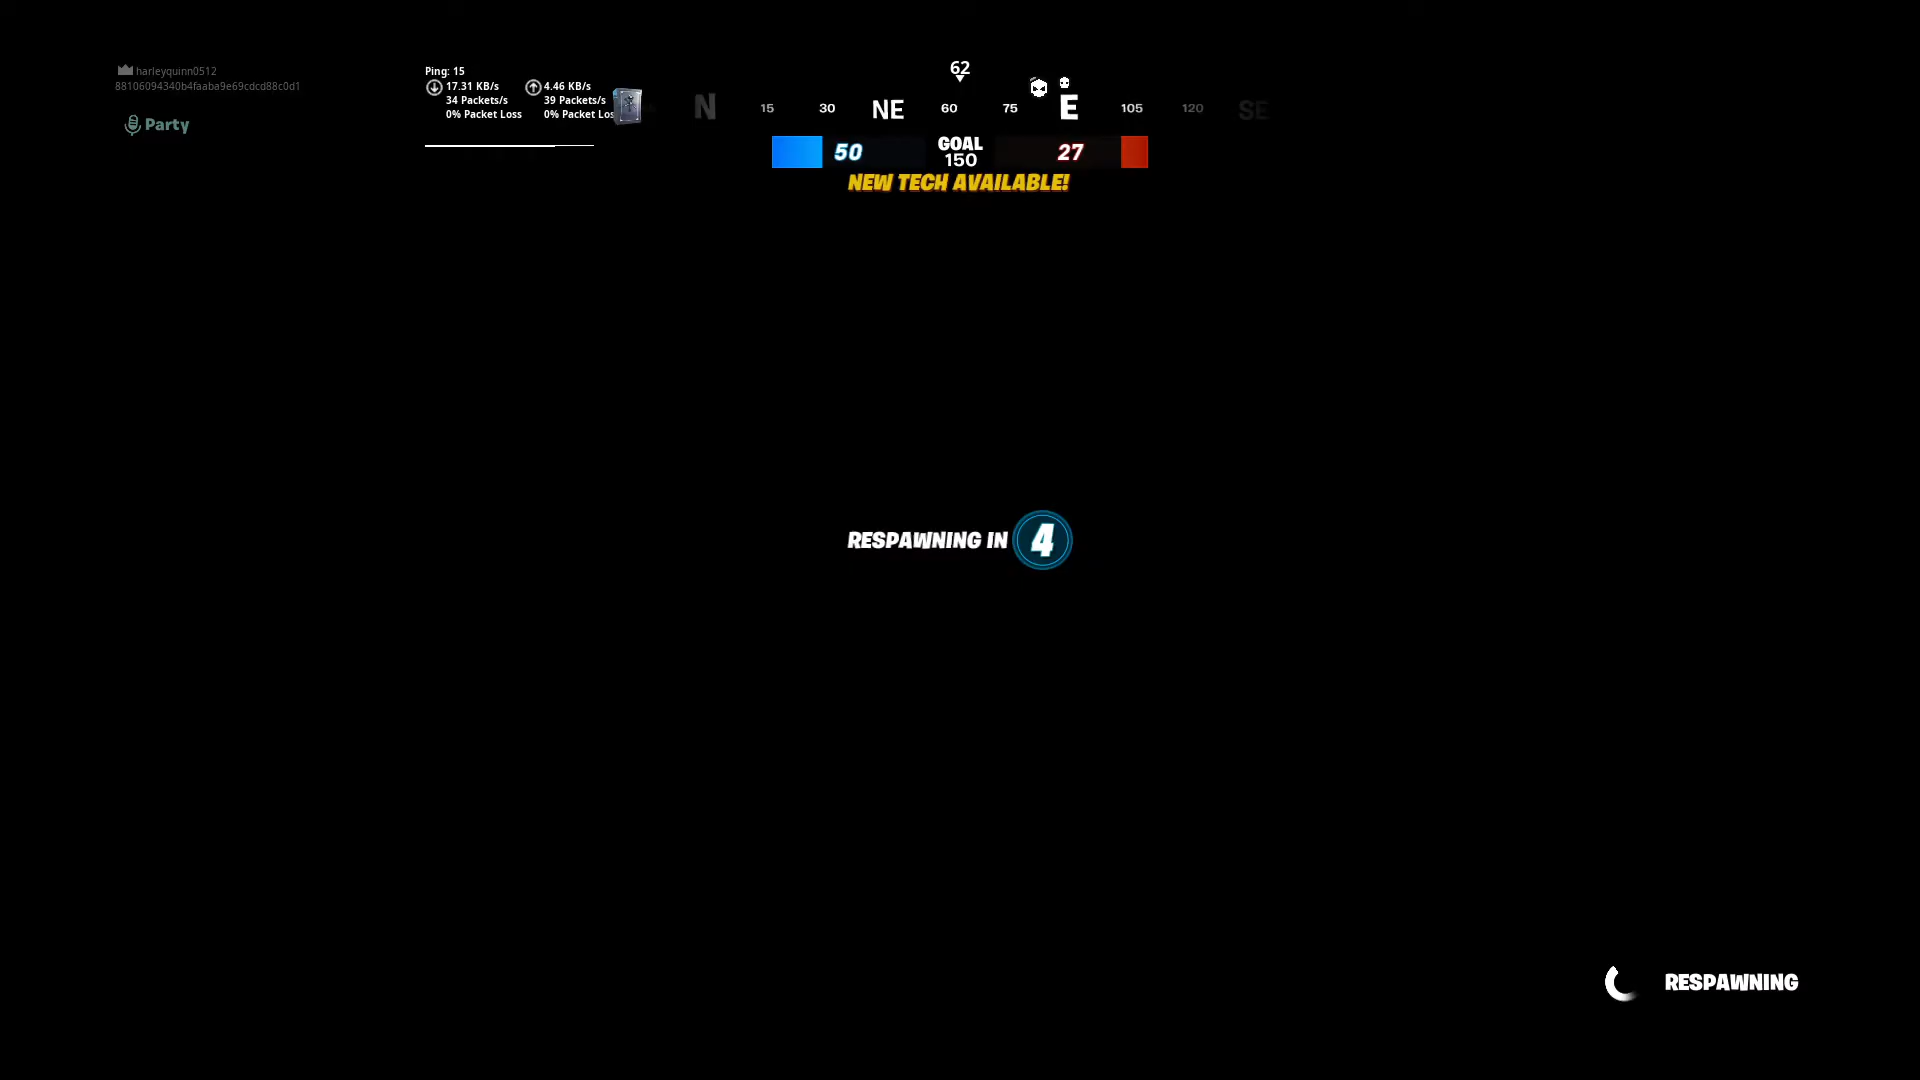 harleyquinn0512
88106094340b4faaba9e69cdcd88c0d1
Party
Ping: 15
17.31 KB/s 4.46 KB/s
34 Packets/s 39 Packets/s
0% Packet Loss 0% Packet Los
62
N 15 30 NE 60 75 E 105 120 SE
50 GOAL 150 27
NEW TECH AVAILABLE!
RESPAWNING IN 4
RESPAWNING